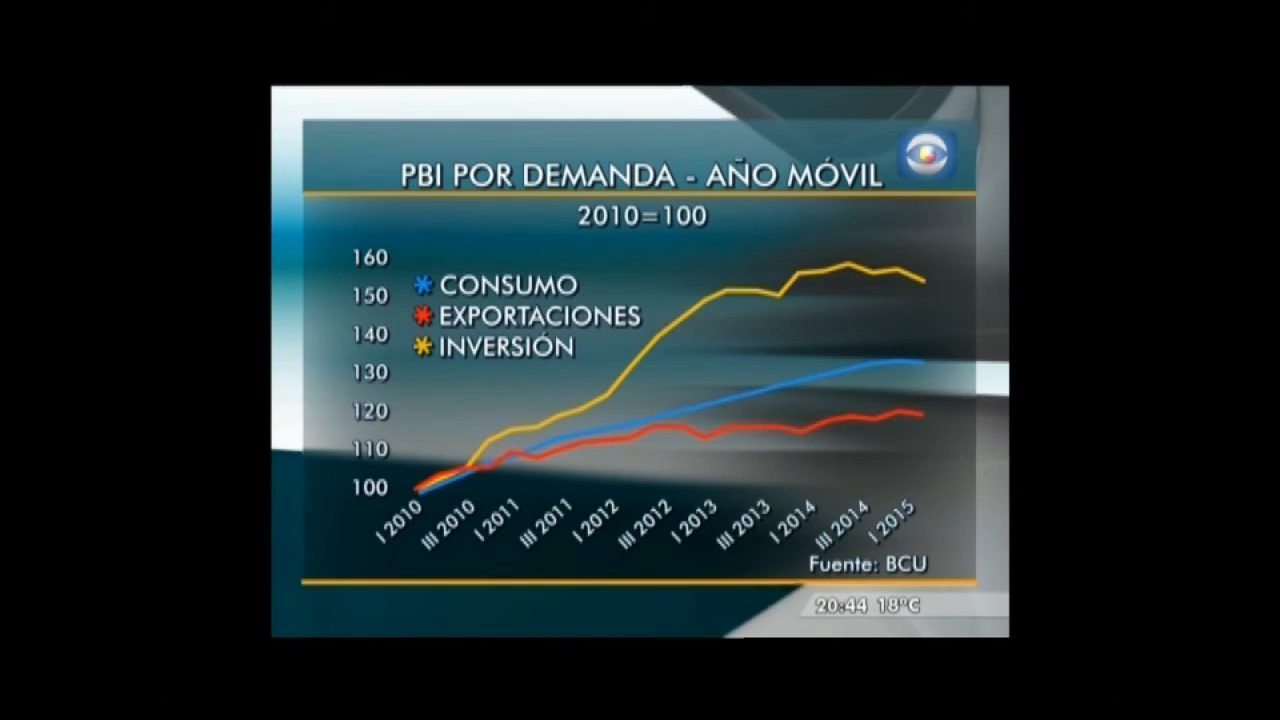 PBI POR DEMANDA - AÑO MÓVIL
2010=100
160
150
140
130
120
110
100
CONSUMO
EXPORTACIONES
INVERSIÓN
I 2010
III 2010
I 2011
III 2011
I 2012
III 2012
I 2013
III 2013
I 2014
III 2014
I 2015
Fuente: BCU
20:44 18ºC